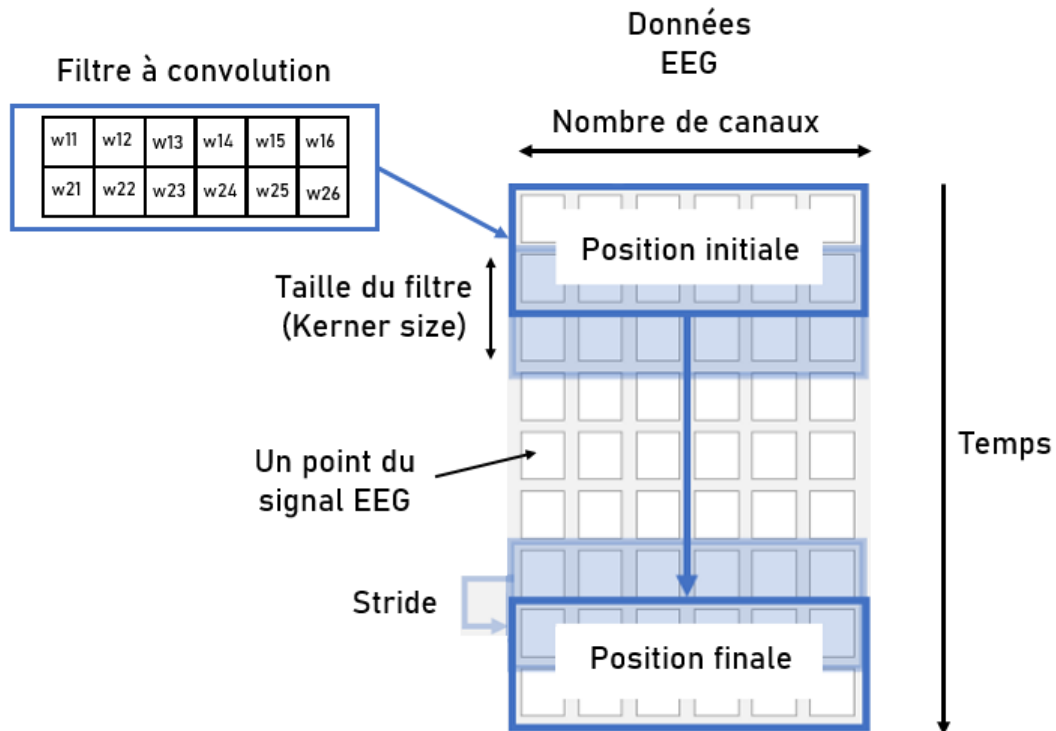 Données
EEG
Filtre à convolution
Nombre de canaux
w11 w12 w13 w14 w15 w16
w21 w22 w23 w24 w25 w26
Position initiale
Taille du filtre
(Kerner size)
Temps
Un point du
signal EEG
Stride
Position finale